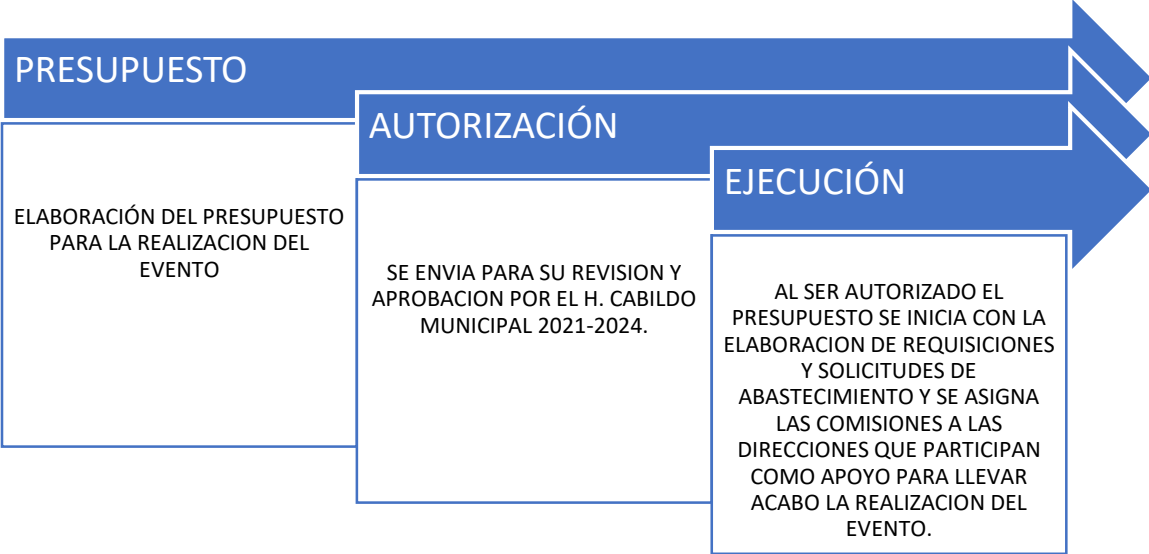 PRESUPUESTO
ELABORACIÓN DEL PRESUPUESTO
PARA LA REALIZACION DEL
EVENTO
AUTORIZACIÓN
SE ENVIA PARA SU REVISION Y
APROBACION POR EL H. CABILDO
MUNICIPAL 2021-2024.
EJECUCIÓN
AL SER AUTORIZADO EL
PRESUPUESTO SE INICIA CON LA
ELABORACION DE REQUISICIONES
Y SOLICITUDES DE
ABASTECIMIENTO Y SE ASIGNA
LAS COMISIONES A LAS
DIRECCIONES QUE PARTICIPAN
COMO APOYO PARA LLEVAR
ACABO LA REALIZACION DEL
EVENTO.